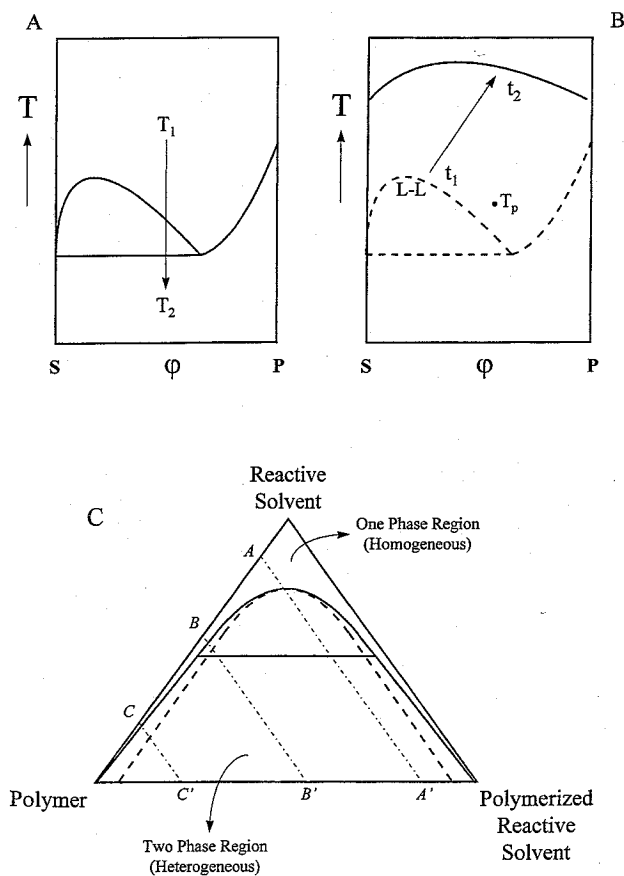 A
B
T
T₁
T₂
S
φ
P
T
t₂
t₁
L-L
Tₚ
S
φ
P
C
Reactive
Solvent
One Phase Region
(Homogeneous)
A
B
C
C'
B'
A'
Polymer
Polymerized
Reactive
Solvent
Two Phase Region
(Heterogeneous)